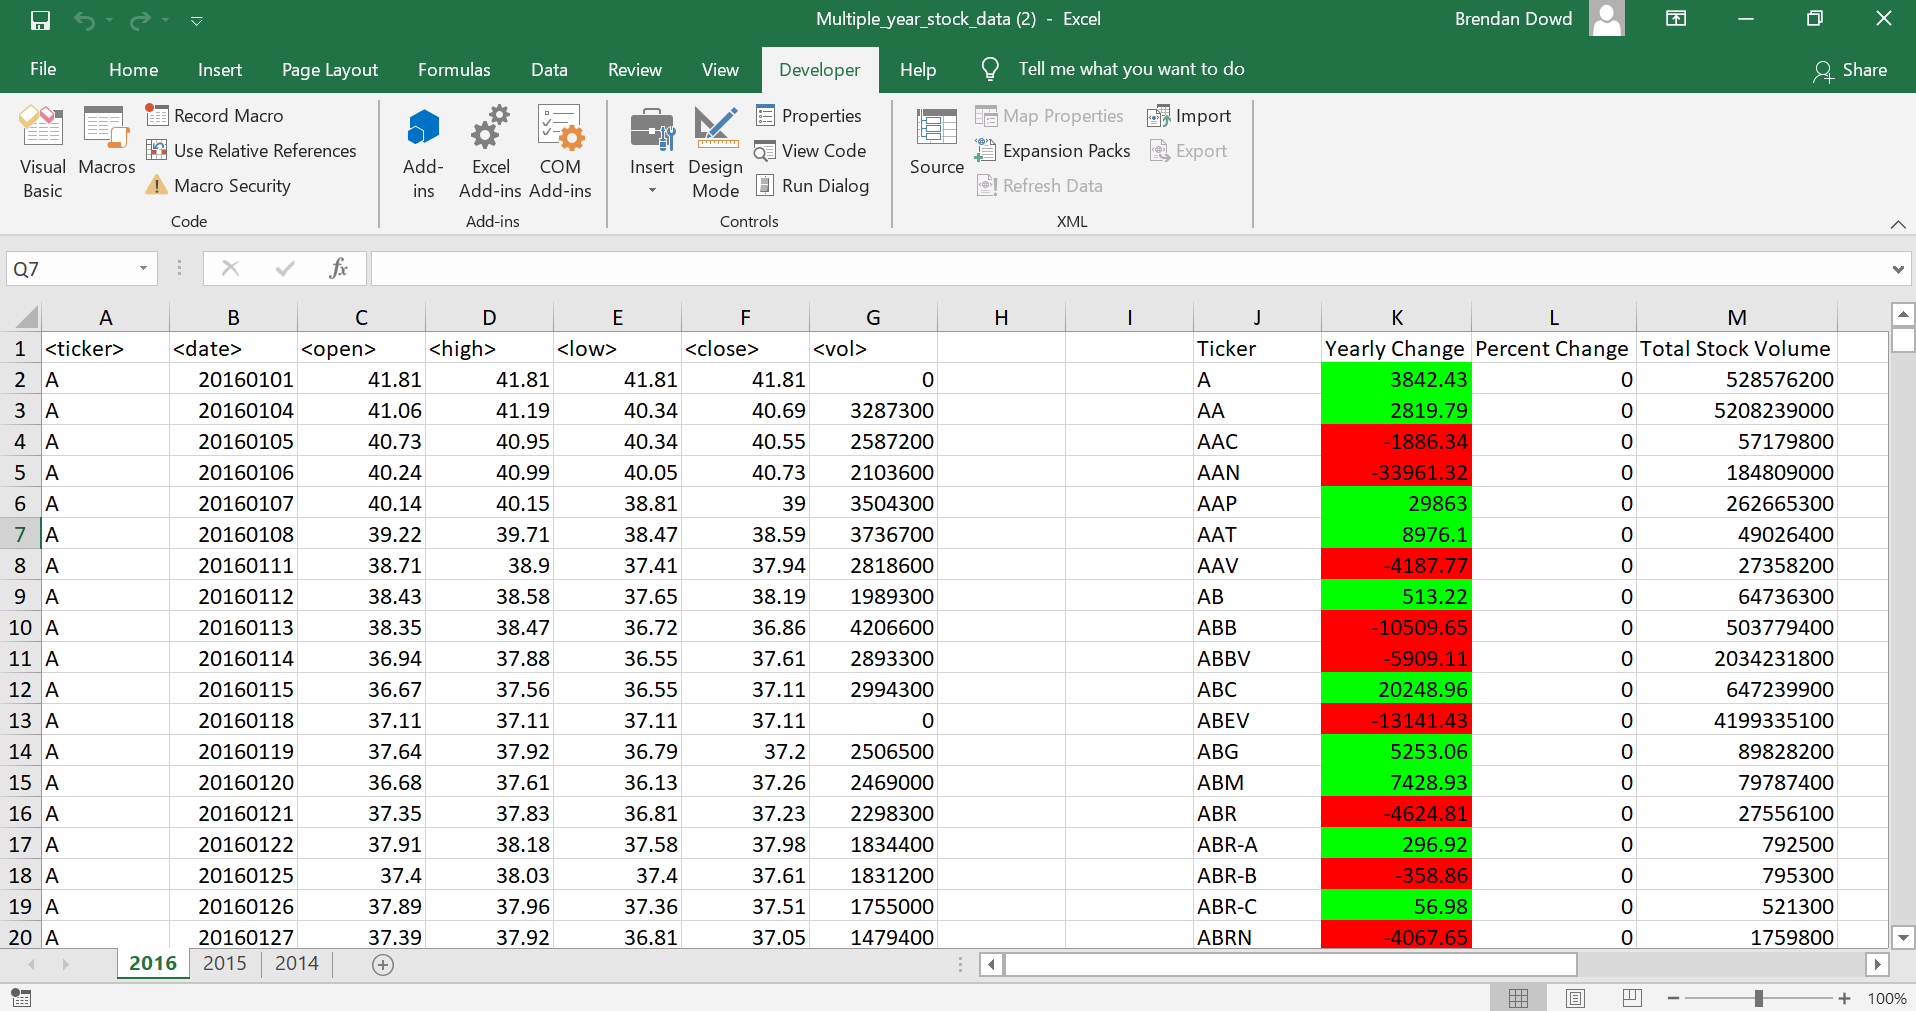 Multiple_year_stock_data (2) - Excel
Brendan Dowd
File Home Insert Page Layout Formulas Data Review View Developer Help Tell me what you want to do Share
Visual Basic
Macros
Record Macro
Use Relative References
Macro Security
Code
Add-ins
Excel Add-ins
COM Add-ins
Add-ins
Insert
Design Mode
Properties
View Code
Run Dialog
Controls
Source
Map Properties
Expansion Packs
Refresh Data
Import
Export
XML
Q7 fx
A B C D E F G H I J K L M
1 <ticker> <date> <open> <high> <low> <close> <vol> Ticker Yearly Change Percent Change Total Stock Volume
2 A 20160101 41.81 41.81 41.81 41.81 0 A 3842.43 0 528576200
3 A 20160104 41.06 41.19 40.34 40.69 3287300 AA 2819.79 0 5208239000
4 A 20160105 40.73 40.95 40.34 40.55 2587200 AAC -1886.34 0 57179800
5 A 20160106 40.24 40.99 40.05 40.73 2103600 AAN -33961.32 0 184809000
6 A 20160107 40.14 40.15 38.81 39 3504300 AAP 29863 0 262665300
7 A 20160108 39.22 39.71 38.47 38.59 3736700 AAT 8976.1 0 49026400
8 A 20160111 38.71 38.9 37.41 37.94 2818600 AAV -4187.77 0 27358200
9 A 20160112 38.43 38.58 37.65 38.19 1989300 AB 513.22 0 64736300
10 A 20160113 38.35 38.47 36.72 36.86 4206600 ABB -10509.65 0 503779400
11 A 20160114 36.94 37.88 36.55 37.61 2893300 ABBV -5909.11 0 2034231800
12 A 20160115 36.67 37.56 36.55 37.11 2994300 ABC 20248.96 0 647239900
13 A 20160118 37.11 37.11 37.11 37.11 0 ABEV -13141.43 0 4199335100
14 A 20160119 37.64 37.92 36.79 37.2 2506500 ABG 5253.06 0 89828200
15 A 20160120 36.68 37.61 36.13 37.26 2469000 ABM 7428.93 0 79787400
16 A 20160121 37.35 37.83 36.81 37.23 2298300 ABR -4624.81 0 27556100
17 A 20160122 37.91 38.18 37.58 37.98 1834400 ABR-A 296.92 0 792500
18 A 20160125 37.4 38.03 37.4 37.61 1831200 ABR-B -358.86 0 795300
19 A 20160126 37.89 37.96 37.36 37.51 1755000 ABR-C 56.98 0 521300
20 A 20160127 37.39 37.92 36.81 37.05 1479400 ABRN -4067.65 0 1759800
2016 2015 2014
100%